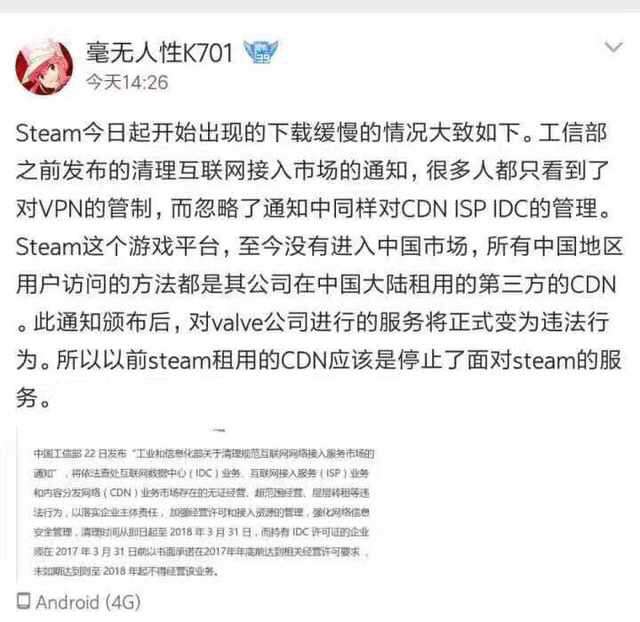 毫无人性K701
今天14:26
Steam今日起开始出现的下载缓慢的情况大致如下。工信部
之前发布的清理互联网接入市场的通知，很多人都只看到了
对VPN的管制，而忽略了通知中同样对CDN ISP IDC的管理。
Steam这个游戏平台，至今没有进入中国市场，所有中国地区
用户访问的方法都是其公司在中国大陆租用的第三方的CDN
。此通知颁布后，对valve公司进行的服务将正式变为违法行
为。所以以前steam租用的CDN应该是停止了面对steam的服
务。
中国工信部 22 日发布“工业和信息化部关于清理规范互联网网络接入服务市场的
通知”，将依法查处互联网数据中心（IDC）业务、互联网接入服务（ISP）业务
和内容分发网络（CDN）业务市场存在的无证经营、超范围经营、层层转租等违
法行为，以落实企业主体责任，加强经营许可和接入资源的管理，强化网络信息
安全管理，清理时间从即日起至 2018 年 3 月 31 日，而持有 IDC 许可证的企业
须在 2017 年 3 月 31 日前以书面承诺在2017年年底前达到相关经营许可要求，
未如期达到则至 2018 年起不得经营该业务。
Android (4G)